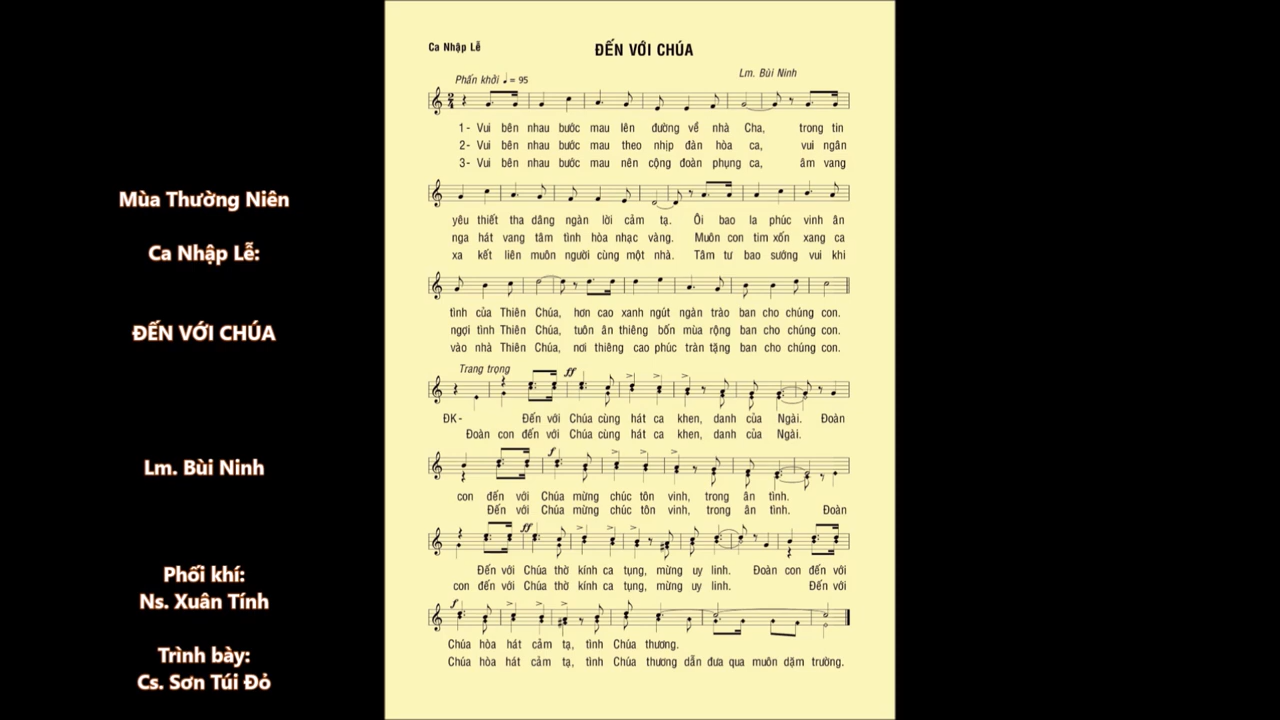 Mùa Thường Niên
Ca Nhập Lễ:
ĐẾN VỚI CHÚA
Lm. Bùi Ninh
Phối khí:
Ns. Xuân Tính
Trình bày:
Cs. Sơn Túi Đỏ
Ca Nhập Lễ
ĐẾN VỚI CHÚA
Phấn khởi ♩ = 95
Lm. Bùi Ninh
1- Vui bên nhau bước mau lên đường về nhà Cha, trong tin
2- Vui bên nhau bước mau theo nhịp đàn hòa ca, vui ngân
3- Vui bên nhau bước mau nên cộng đoàn phụng ca, âm vang
yêu thiết tha dâng ngàn lời cảm tạ. Ôi bao la phúc vinh ân
nga hát vang tâm tình hòa nhạc vàng. Muôn con tim xốn xang ca
xa kết liên muôn người cùng một nhà. Tâm tư bao sướng vui khi
tình của Thiên Chúa, hơn cao xanh ngút ngàn trào ban cho chúng con.
ngợi tình Thiên Chúa, tuôn ân thiêng bốn mùa rộng ban cho chúng con.
vào nhà Thiên Chúa, nơi thiêng cao phúc tràn tặng ban cho chúng con.
Trang trọng ff
ĐK- Đến với Chúa cùng hát ca khen, danh của Ngài. Đoàn
Đoàn con đến với Chúa cùng hát ca khen, danh của Ngài.
f
con đến với Chúa mừng chúc tôn vinh, trong ân tình.
Đến với Chúa mừng chúc tôn vinh, trong ân tình. Đoàn
ff
Đến với Chúa thờ kính ca tụng, mừng uy linh. Đoàn con đến với
con đến với Chúa thờ kính ca tụng, mừng uy linh. Đến với
f
Chúa hòa hát cảm tạ, tình Chúa thương.
Chúa hòa hát cảm tạ, tình Chúa thương dẫn đưa qua muôn dặm trường.